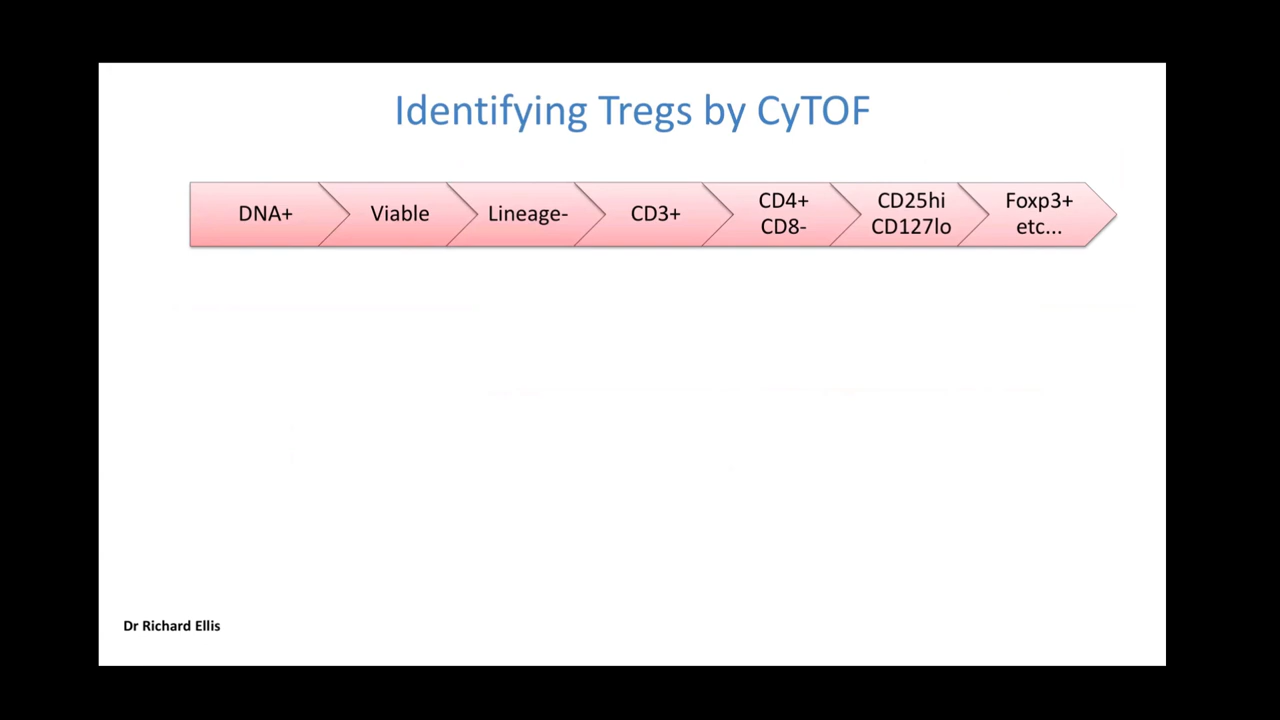 Identifying Tregs by CyTOF
DNA+
Viable
Lineage-
CD3+
CD4+
CD8-
CD25hi
CD127lo
Foxp3+
etc...
Dr Richard Ellis